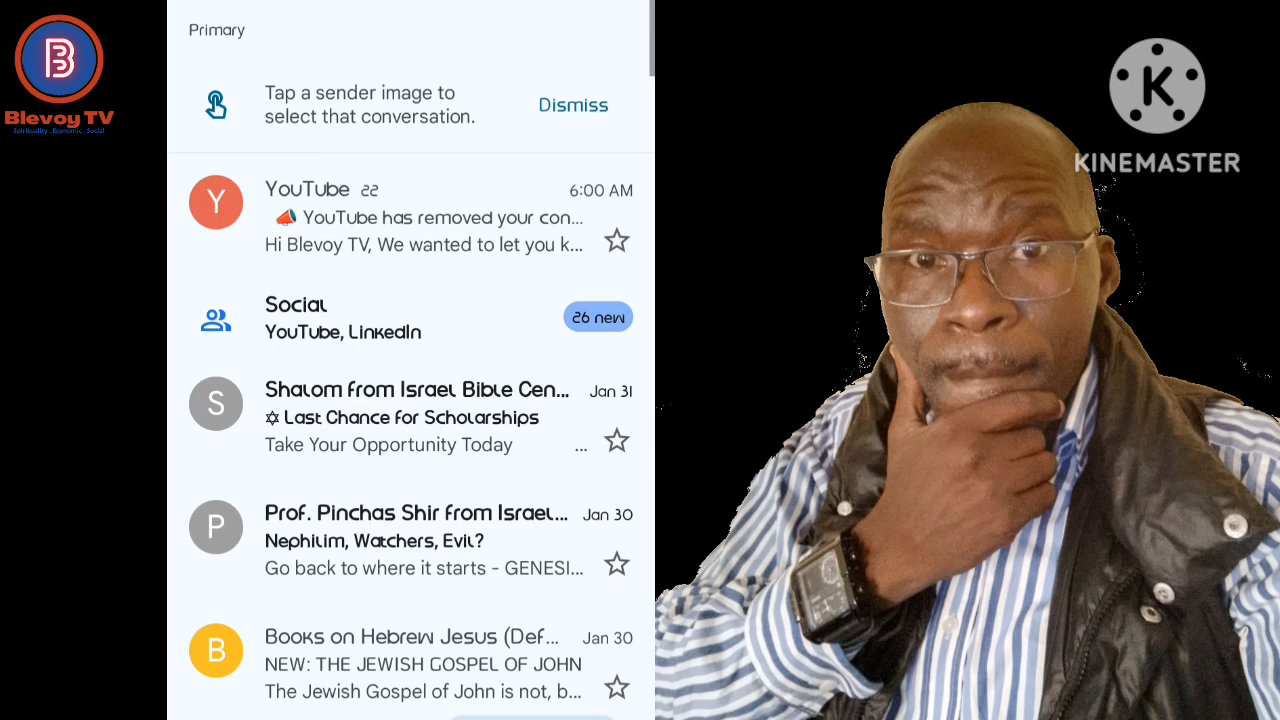 B
Blevoy TV
Spirituality . Economic . Social
Primary
Tap a sender image to
select that conversation.
Dismiss
Y
YouTube 22
6:00 AM
📣 YouTube has removed your con...
Hi Blevoy TV, We wanted to let you k...
Social
26 new
YouTube, LinkedIn
S
Shalom from Israel Bible Cen...
Jan 31
✡ Last Chance for Scholarships
Take Your Opportunity Today ...
P
Prof. Pinchas Shir from Israel...
Jan 30
Nephilim, Watchers, Evil?
Go back to where it starts - GENESI...
B
Books on Hebrew Jesus (Def...
Jan 30
NEW: THE JEWISH GOSPEL OF JOHN
The Jewish Gospel of John is not, b...
K
KINEMASTER